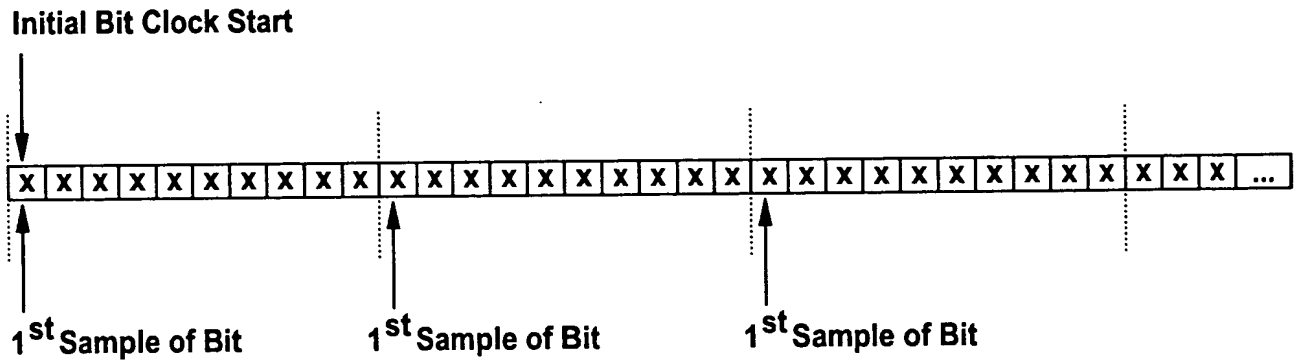 Initial Bit Clock Start
X X X X X X X X X X X X X X X X X X X X X X X X X X X X X X X X X ...
1st Sample of Bit 1st Sample of Bit 1st Sample of Bit